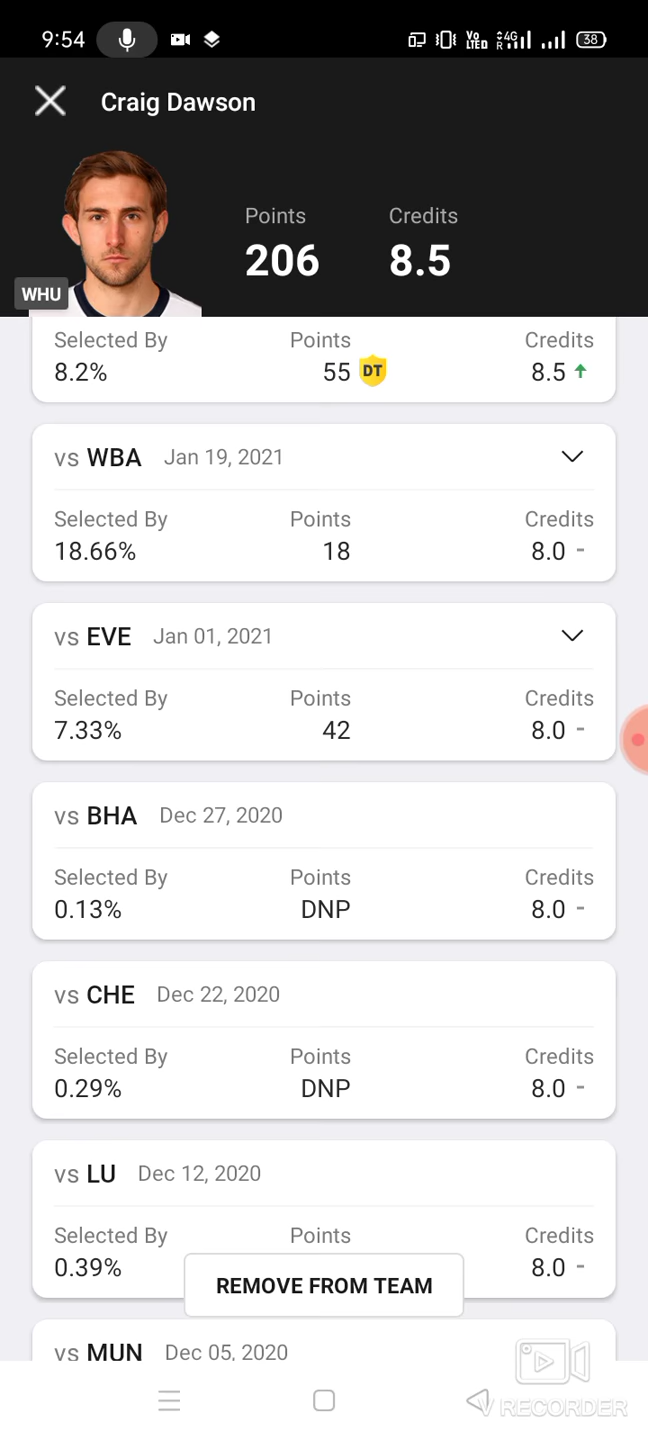 9:54 Vo LTED 4G R 38
Craig Dawson
Points Credits
206 8.5
WHU
Selected By Points Credits
8.2% 55 DT 8.5
vs WBA Jan 19, 2021
Selected By Points Credits
18.66% 18 8.0 -
vs EVE Jan 01, 2021
Selected By Points Credits
7.33% 42 8.0 -
vs BHA Dec 27, 2020
Selected By Points Credits
0.13% DNP 8.0 -
vs CHE Dec 22, 2020
Selected By Points Credits
0.29% DNP 8.0 -
vs LU Dec 12, 2020
Selected By Points Credits
0.39% 8.0 -
REMOVE FROM TEAM
vs MUN Dec 05, 2020
V RECORDER